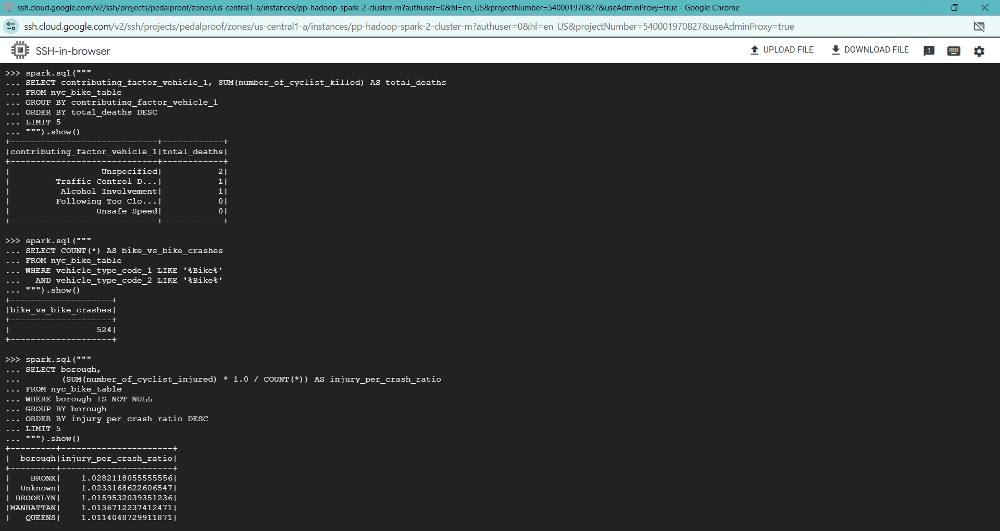 ssh.cloud.google.com/v2/ssh/projects/pedalproof/zones/us-central1-a/instances/pp-hadoop-spark-2-cluster-m?authuser=0&hl=en_US&projectNumber=540001970827&useAdminProxy=true - Google Chrome
ssh.cloud.google.com/v2/ssh/projects/pedalproof/zones/us-central1-a/instances/pp-hadoop-spark-2-cluster-m?authuser=0&hl=en_US&projectNumber=540001970827&useAdminProxy=true
SSH-in-browser UPLOAD FILE DOWNLOAD FILE
>>> spark.sql("""
... SELECT contributing_factor_vehicle_1, SUM(number_of_cyclist_killed) AS total_deaths
... FROM nyc_bike_table
... GROUP BY contributing_factor_vehicle_1
... ORDER BY total_deaths DESC
... LIMIT 5
... """).show()
+-----------------------------+------------+
|contributing_factor_vehicle_1|total_deaths|
+-----------------------------+------------+
|                  Unspecified|           2|
|         Traffic Control D...|           1|
|          Alcohol Involvement|           1|
|         Following Too Clo...|           0|
|                 Unsafe Speed|           0|
+-----------------------------+------------+
>>> spark.sql("""
... SELECT COUNT(*) AS bike_vs_bike_crashes
... FROM nyc_bike_table
... WHERE vehicle_type_code_1 LIKE '%Bike%'
...   AND vehicle_type_code_2 LIKE '%Bike%'
... """).show()
+--------------------+
|bike_vs_bike_crashes|
+--------------------+
|                 524|
+--------------------+
>>> spark.sql("""
... SELECT borough,
...        (SUM(number_of_cyclist_injured) * 1.0 / COUNT(*)) AS injury_per_crash_ratio
... FROM nyc_bike_table
... WHERE borough IS NOT NULL
... GROUP BY borough
... ORDER BY injury_per_crash_ratio DESC
... LIMIT 5
... """).show()
+---------+----------------------+
|  borough|injury_per_crash_ratio|
+---------+----------------------+
|    BRONX|    1.0282118055555556|
|  Unknown|    1.0233168622606547|
| BROOKLYN|    1.0159532039351236|
|MANHATTAN|    1.0136712237412471|
|   QUEENS|    1.0114048729911871|